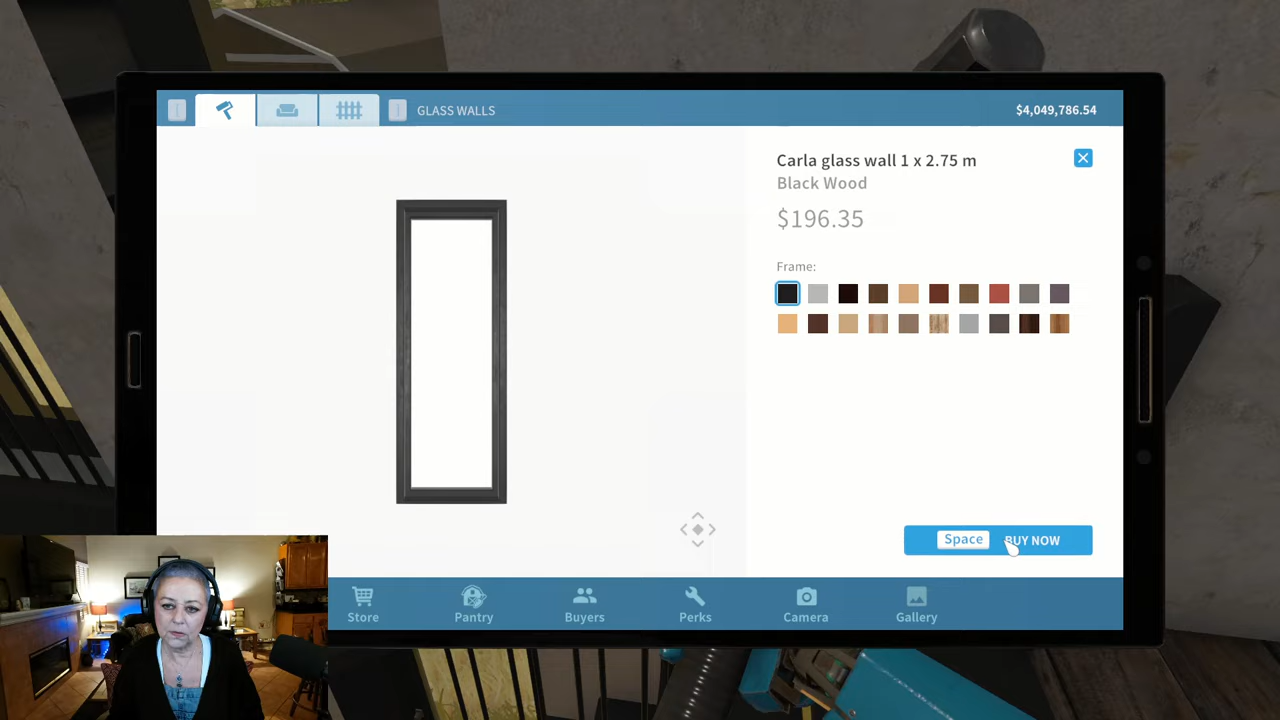 GLASS WALLS
$4,049,786.54
Carla glass wall 1 x 2.75 m
Black Wood
$196.35
Frame:
Space BUY NOW
Store Pantry Buyers Perks Camera Gallery